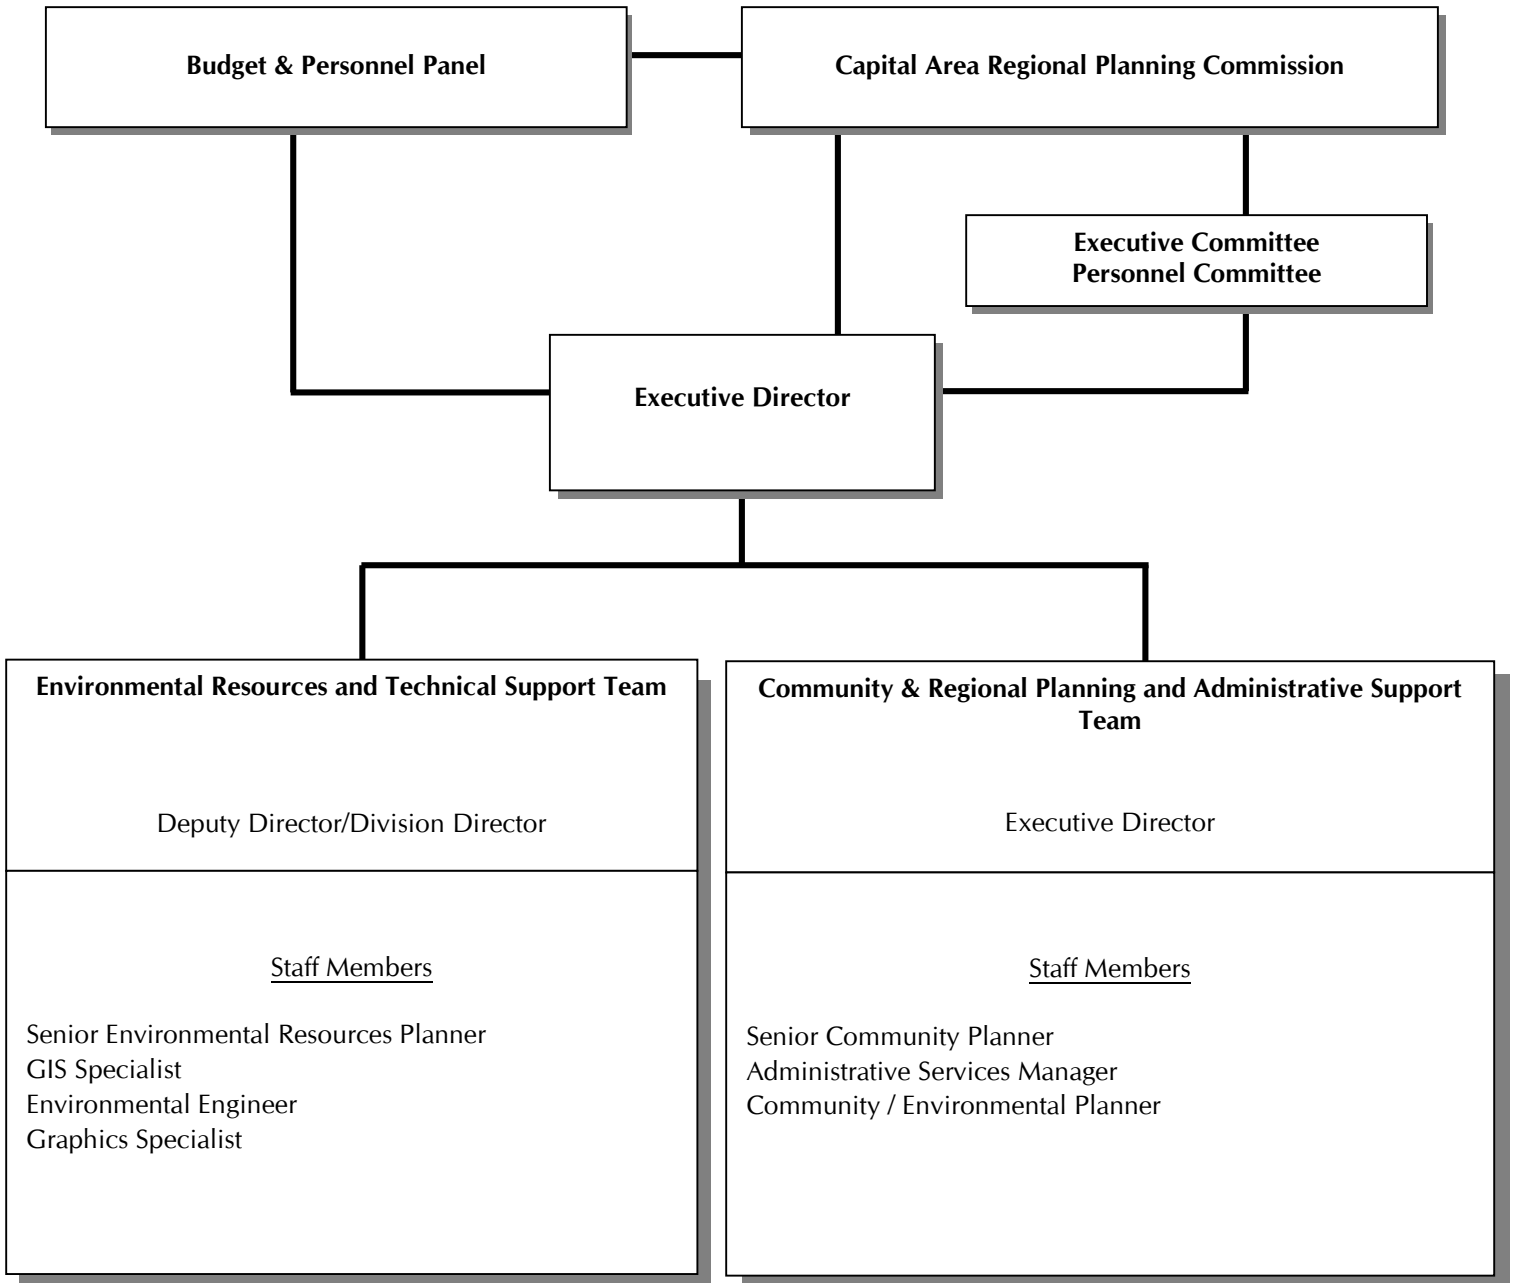 Budget & Personnel Panel
Capital Area Regional Planning Commission
Executive Committee
Personnel Committee
Executive Director
Environmental Resources and Technical Support Team
Deputy Director/Division Director
Staff Members
Senior Environmental Resources Planner
GIS Specialist
Environmental Engineer
Graphics Specialist
Community & Regional Planning and Administrative Support
Team
Executive Director
Staff Members
Senior Community Planner
Administrative Services Manager
Community / Environmental Planner